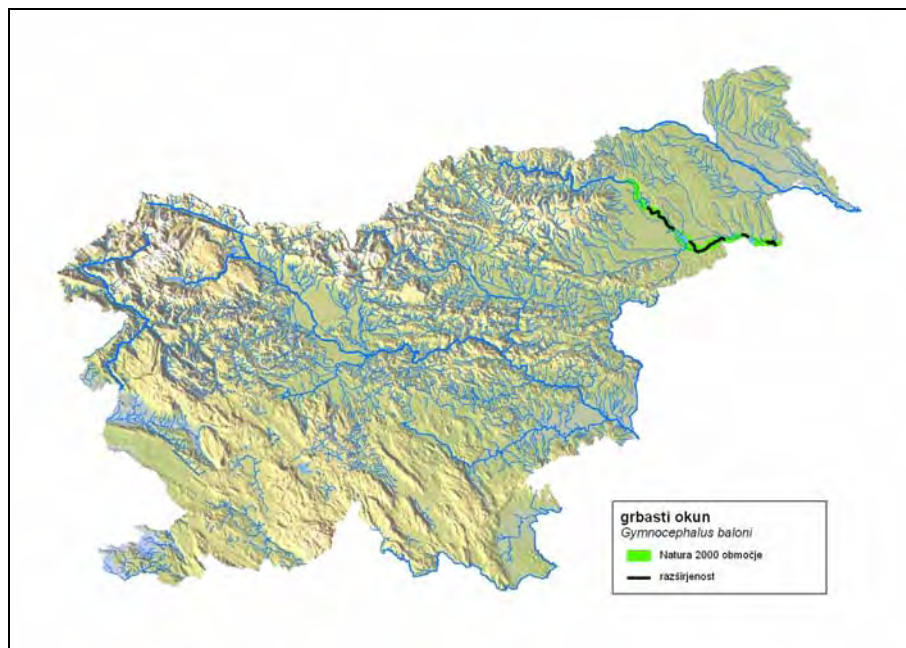 grbasti okun
Gymnocephalus baloni
Natura 2000 območje
razširjenost